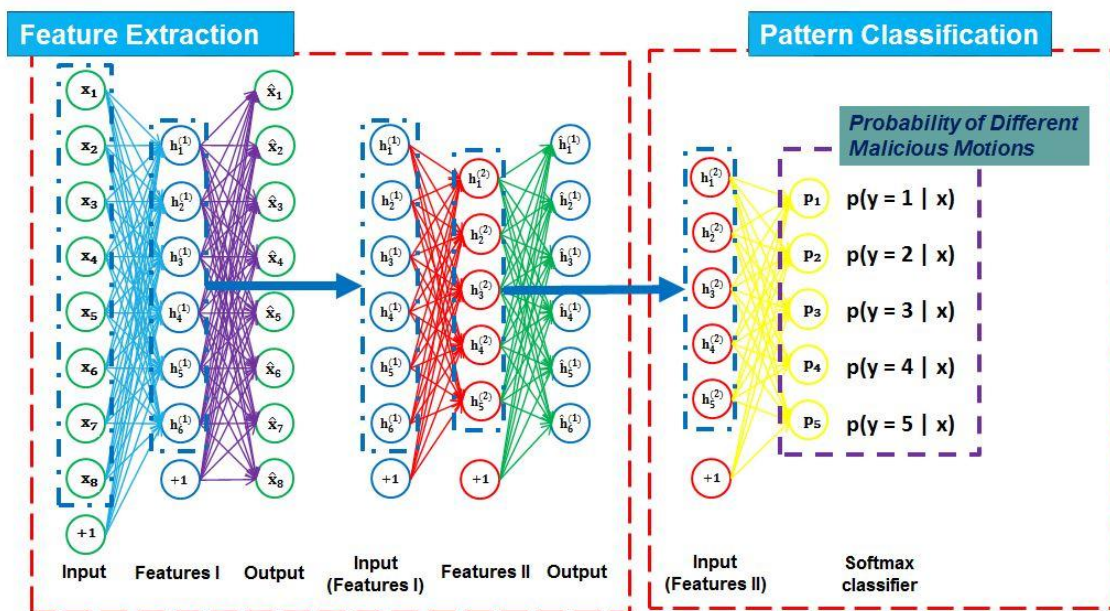 Feature Extraction
Pattern Classification
x₁
x₂
x₃
x₄
x₅
x₆
x₇
x₈
+1
Input
h₁⁽¹⁾
h₂⁽¹⁾
h₃⁽¹⁾
h₄⁽¹⁾
h₅⁽¹⁾
h₆⁽¹⁾
+1
Features I
x̂₁
x̂₂
x̂₃
x̂₄
x̂₅
x̂₆
x̂₇
x̂₈
Output
h₁⁽¹⁾
h₂⁽¹⁾
h₃⁽¹⁾
h₄⁽¹⁾
h₅⁽¹⁾
h₆⁽¹⁾
+1
Input
(Features I)
h₁⁽²⁾
h₂⁽²⁾
h₃⁽²⁾
h₄⁽²⁾
h₅⁽²⁾
+1
Features II
ĥ₁⁽¹⁾
ĥ₂⁽¹⁾
ĥ₃⁽¹⁾
ĥ₄⁽¹⁾
ĥ₅⁽¹⁾
ĥ₆⁽¹⁾
Output
h₁⁽²⁾
h₂⁽²⁾
h₃⁽²⁾
h₄⁽²⁾
h₅⁽²⁾
+1
Input
(Features II)
Probability of Different
Malicious Motions
p₁ p(y = 1 | x)
p₂ p(y = 2 | x)
p₃ p(y = 3 | x)
p₄ p(y = 4 | x)
p₅ p(y = 5 | x)
Softmax
classifier